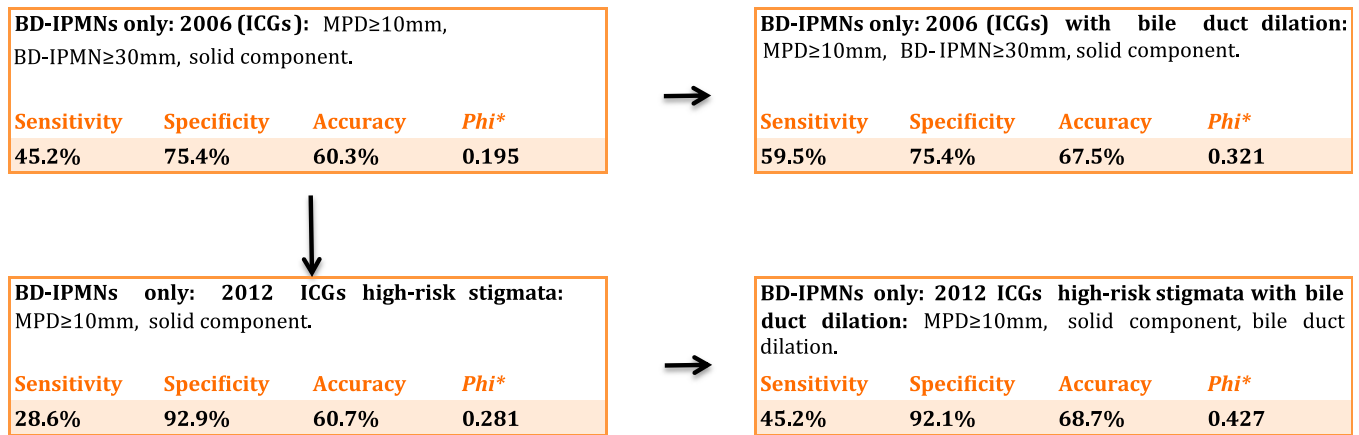 BD-IPMNs only: 2006 (ICGs): MPD≥10mm,
BD-IPMN≥30mm, solid component.
Sensitivity Specificity Accuracy Phi*
45.2% 75.4% 60.3% 0.195
BD-IPMNs only: 2006 (ICGs) with bile duct dilation:
MPD≥10mm, BD- IPMN≥30mm, solid component.
Sensitivity Specificity Accuracy Phi*
59.5% 75.4% 67.5% 0.321
BD-IPMNs only: 2012 ICGs high-risk stigmata:
MPD≥10mm, solid component.
Sensitivity Specificity Accuracy Phi*
28.6% 92.9% 60.7% 0.281
BD-IPMNs only: 2012 ICGs high-risk stigmata with bile
duct dilation: MPD≥10mm, solid component, bile duct
dilation.
Sensitivity Specificity Accuracy Phi*
45.2% 92.1% 68.7% 0.427